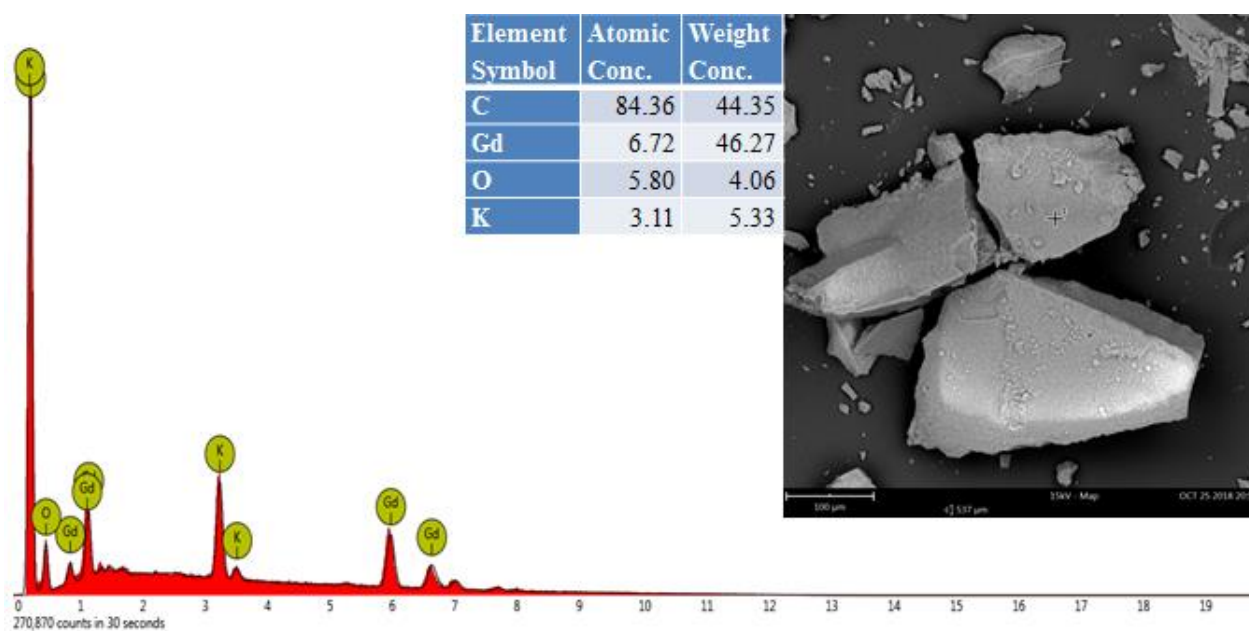 Element Symbol Atomic Conc. Weight Conc.
C 84.36 44.35
Gd 6.72 46.27
O 5.80 4.06
K 3.11 5.33
K
O
Gd
Gd
K
K
Gd
Gd
0 1 2 3 4 5 6 7 8 9 10 11 12 13 14 15 16 17 18 19
270,870 counts in 30 seconds
100 µm
537 µm
15kV - Map
OCT 25 2018